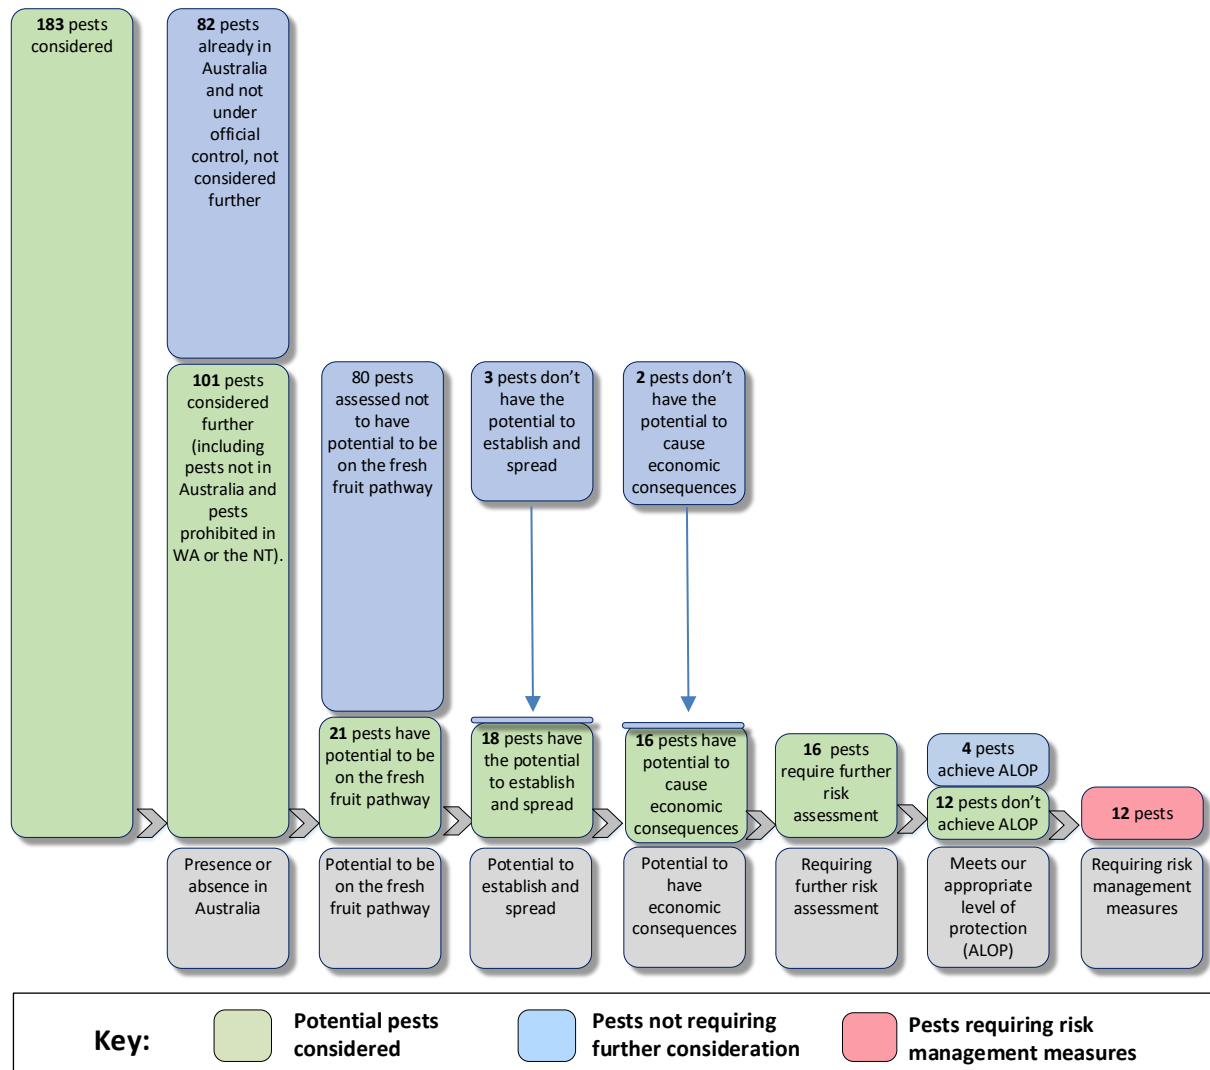 183 pests
considered
82 pests
already in
Australia
and not
under
official
control, not
considered
further
101 pests
considered
further
(including
pests not in
Australia and
pests
prohibited in
WA or the NT).
Presence or
absence in
Australia
80 pests
assessed not
to have
potential to be
on the fresh
fruit pathway
21 pests have
potential to be
on the fresh
fruit pathway
Potential to be
on the fresh
fruit pathway
3 pests don’t
have the
potential to
establish and
spread
18 pests have
the potential
to establish
and spread
Potential to
establish and
spread
2 pests don’t
have the
potential to
cause
economic
consequences
16 pests have
potential to
cause
economic
consequences
Potential to
have
economic
consequences
16 pests
require further
risk
assessment
Requiring
further risk
assessment
4 pests
achieve ALOP
12 pests don’t
achieve ALOP
Meets our
appropriate
level of
protection
(ALOP)
12 pests
Requiring risk
management
measures
Key:
Potential pests
considered
Pests not requiring
further consideration
Pests requiring risk
management measures